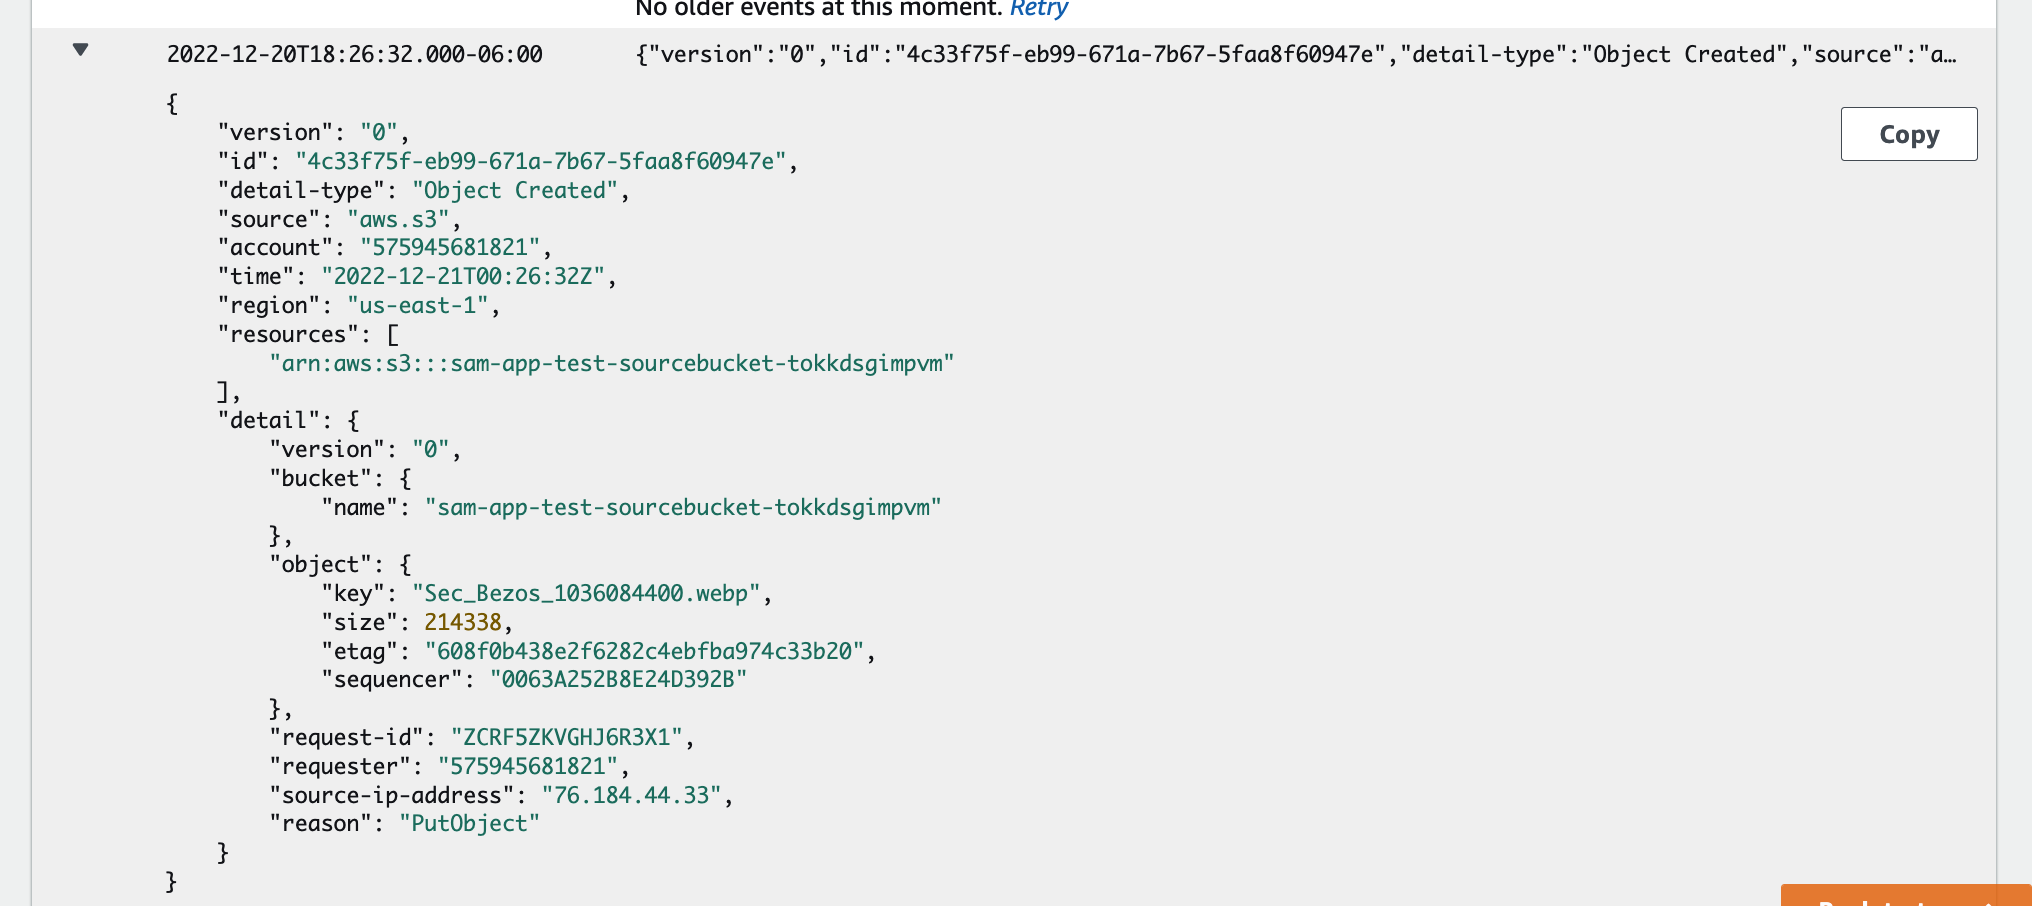 No older events at this moment. Retry
2022-12-20T18:26:32.000-06:00 {"version":"0","id":"4c33f75f-eb99-671a-7b67-5faa8f60947e","detail-type":"Object Created","source":"a…
{
Copy
"version": "0",
"id": "4c33f75f-eb99-671a-7b67-5faa8f60947e",
"detail-type": "Object Created",
"source": "aws.s3",
"account": "575945681821",
"time": "2022-12-21T00:26:32Z",
"region": "us-east-1",
"resources": [
"arn:aws:s3:::sam-app-test-sourcebucket-tokkdsgimpvm"
],
"detail": {
"version": "0",
"bucket": {
"name": "sam-app-test-sourcebucket-tokkdsgimpvm"
},
"object": {
"key": "Sec_Bezos_1036084400.webp",
"size": 214338,
"etag": "608f0b438e2f6282c4ebfba974c33b20",
"sequencer": "0063A252B8E24D392B"
},
"request-id": "ZCRF5ZKVGHJ6R3X1",
"requester": "575945681821",
"source-ip-address": "76.184.44.33",
"reason": "PutObject"
}
}